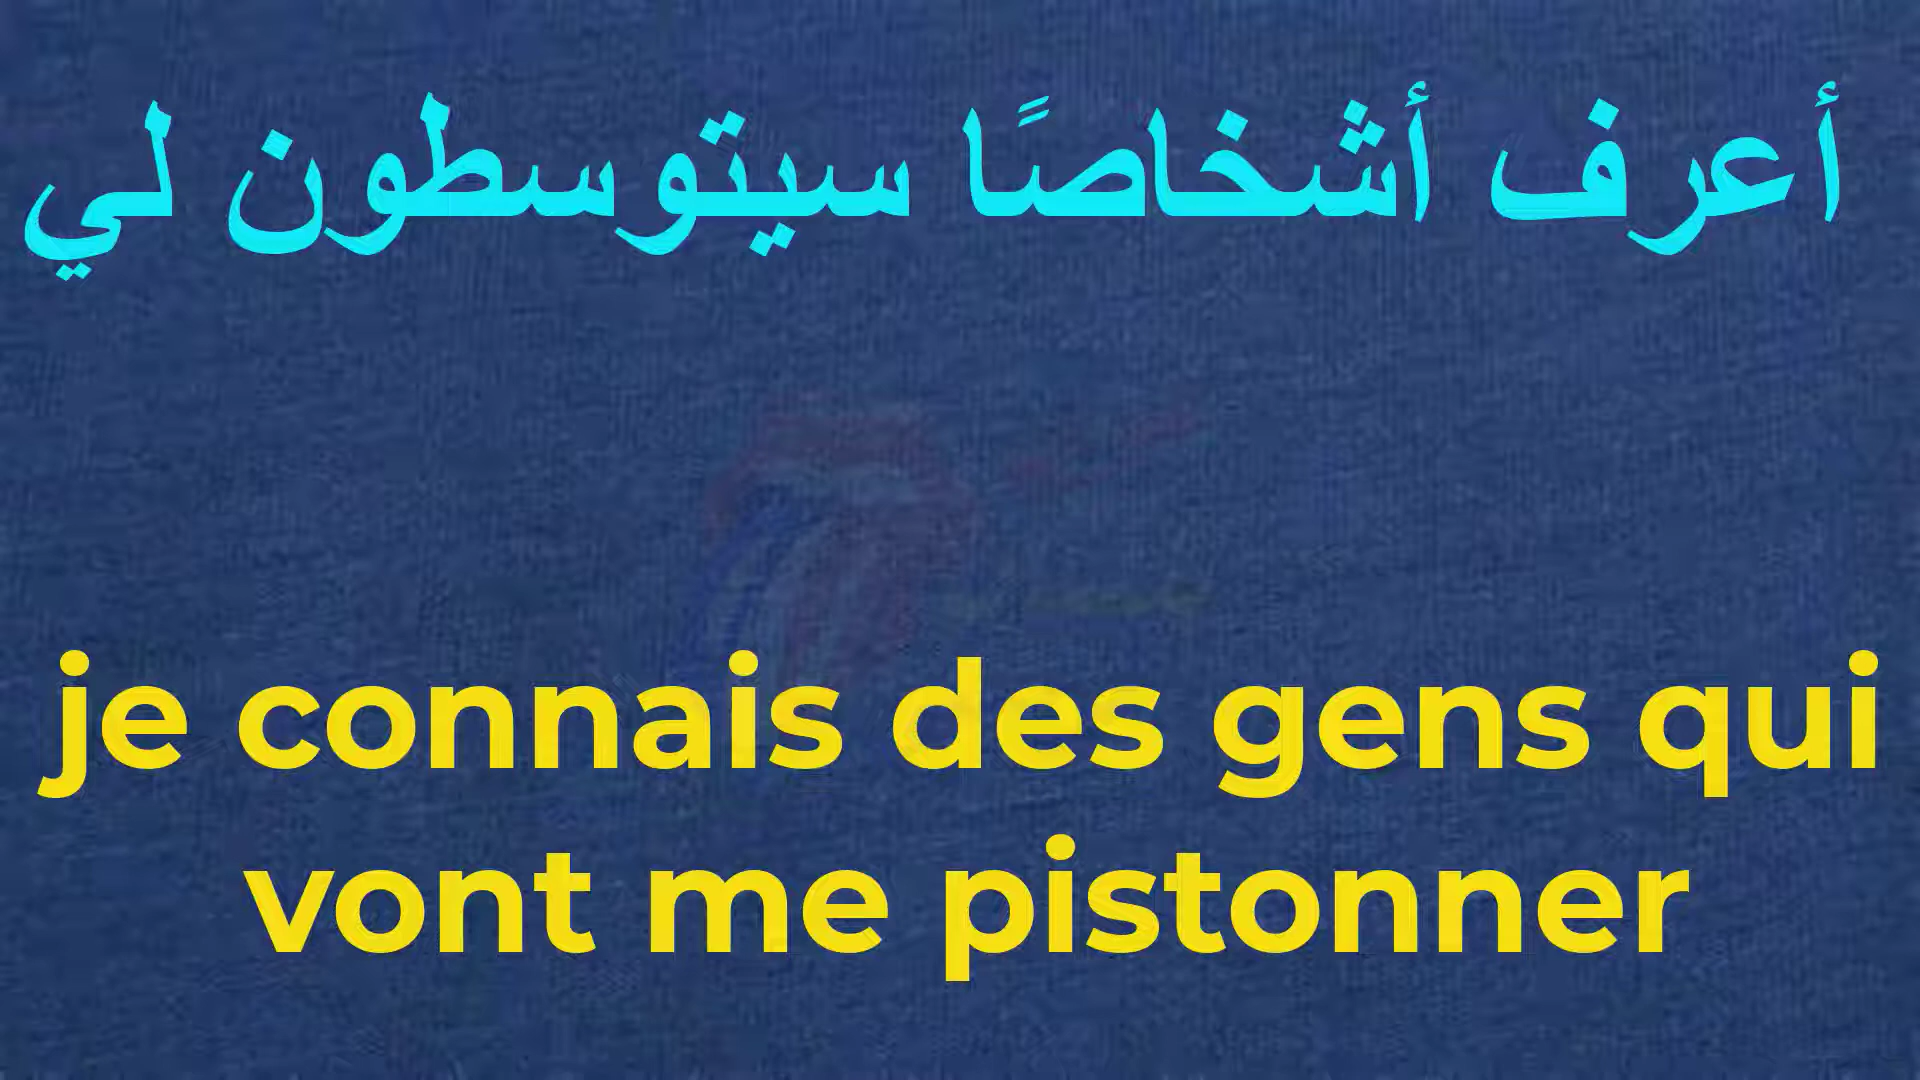 أعرف أشخاصًا سيتوسطون لي
je connais des gens qui
vont me pistonner